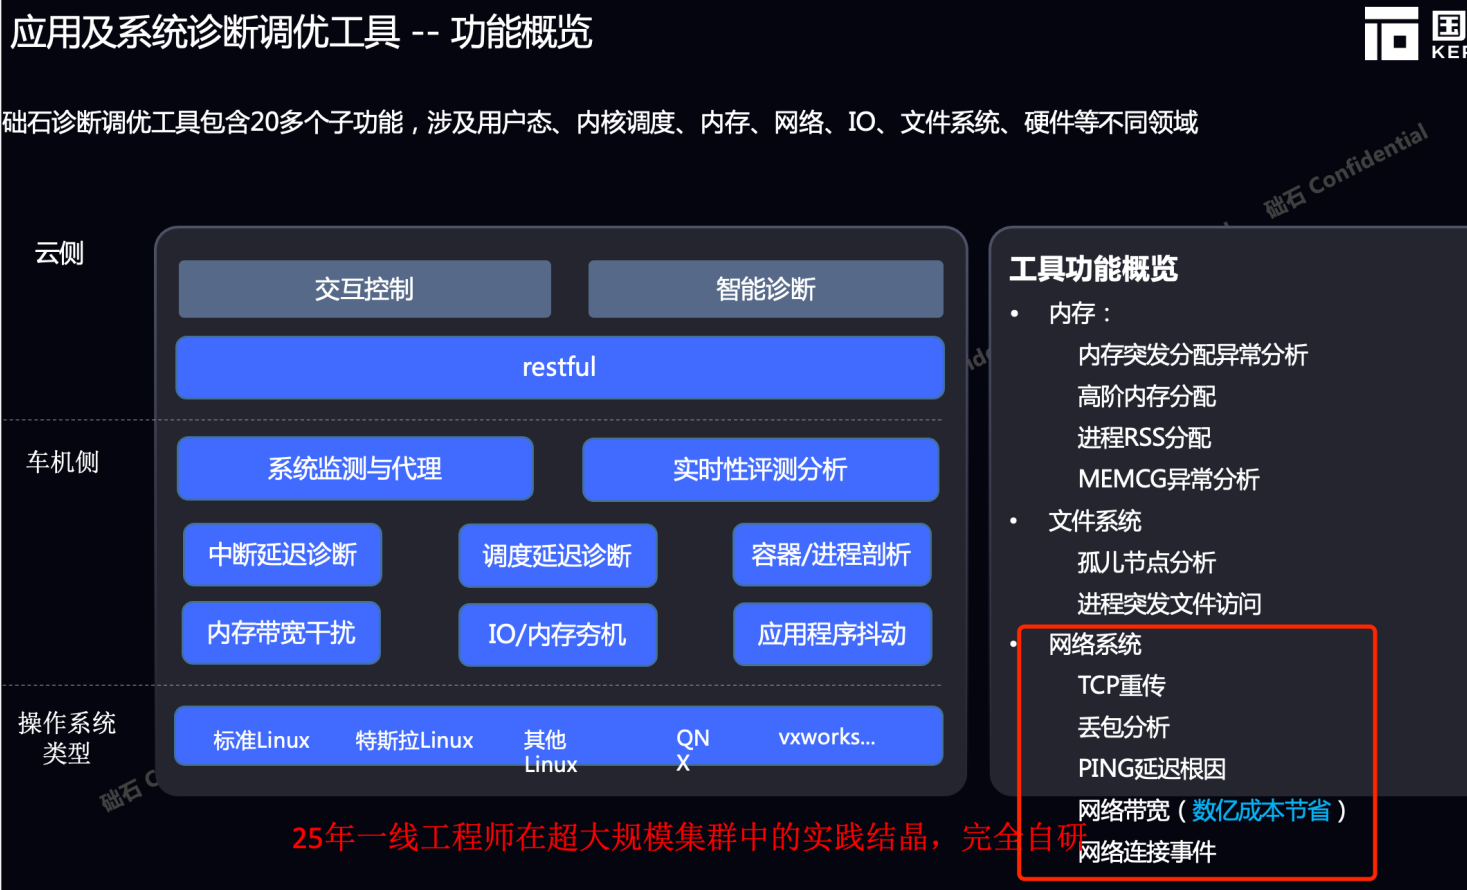 应用及系统诊断调优工具 -- 功能概览
国
KER
础石诊断调优工具包含20多个子功能，涉及用户态、内核调度、内存、网络、IO、文件系统、硬件等不同领域
础石 Confidential
云侧
交互控制
智能诊断
restful
车机侧
系统监测与代理
实时性评测分析
中断延迟诊断
调度延迟诊断
容器/进程剖析
内存带宽干扰
IO/内存夯机
应用程序抖动
操作系统
类型
标准Linux
特斯拉Linux
其他
Linux
QN
X
vxworks...
础石 C
工具功能概览
• 内存：
内存突发分配异常分析
高阶内存分配
进程RSS分配
MEMCG异常分析
• 文件系统
孤儿节点分析
进程突发文件访问
• 网络系统
TCP重传
丢包分析
PING延迟根因
网络带宽（数亿成本节省）
网络连接事件
25年一线工程师在超大规模集群中的实践结晶，完全自研